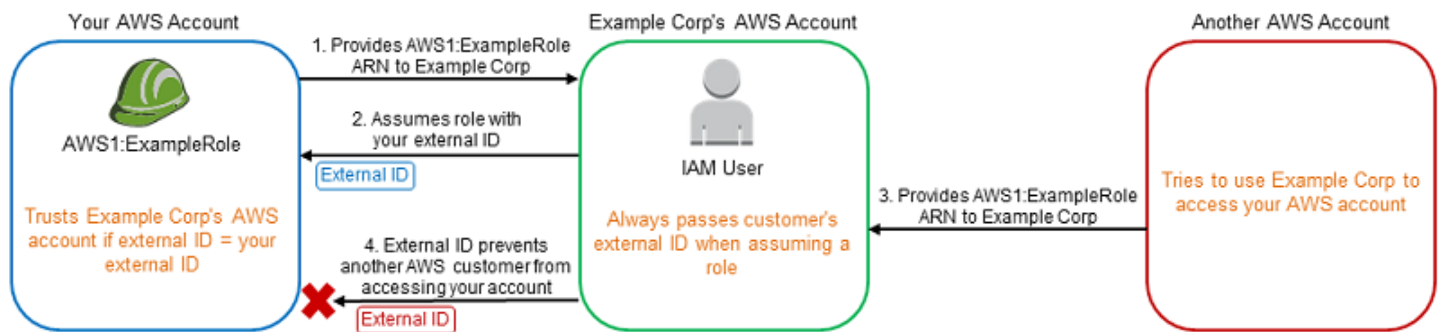 Your AWS Account
Example Corp's AWS Account
Another AWS Account
1. Provides AWS1:ExampleRole
ARN to Example Corp
AWS1:ExampleRole
2. Assumes role with
your external ID
External ID
IAM User
Trusts Example Corp's AWS
account if external ID = your
external ID
Always passes customer's
external ID when assuming a
role
3. Provides AWS1:ExampleRole
ARN to Example Corp
Tries to use Example Corp to
access your AWS account
4. External ID prevents
another AWS customer from
accessing your account
External ID